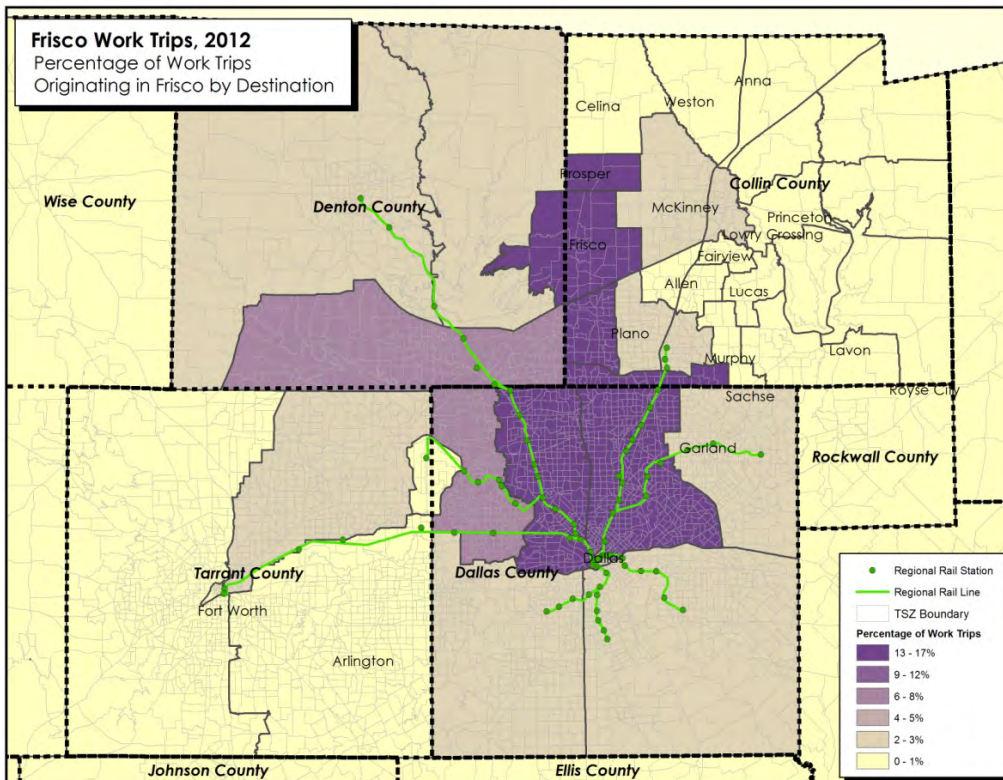 Frisco Work Trips, 2012
Percentage of Work Trips
Originating in Frisco by Destination
Anna
Weston
Celina
Prosper
Collin County
Wise County
Denton County
McKinney
Princeton
Lowry Crossing
Frisco
Fairview
Allen
Lucas
Plano
Murphy
Lavon
Sachse
Royse City
Garland
Rockwall County
Dallas
Tarrant County
Dallas County
Fort Worth
Arlington
Johnson County
Ellis County
Regional Rail Station
Regional Rail Line
TSZ Boundary
Percentage of Work Trips
13 - 17%
9 - 12%
6 - 8%
4 - 5%
2 - 3%
0 - 1%